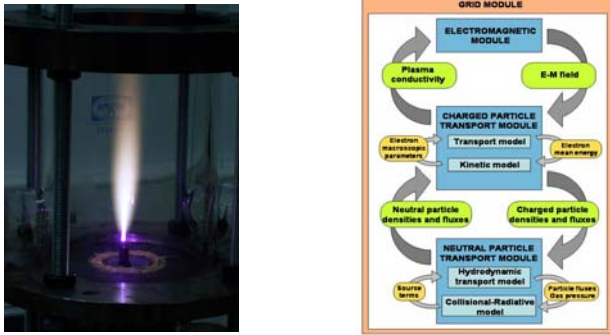 GRID MODULE
ELECTROMAGNETIC
MODULE
Plasma
conductivity
E-M field
CHARGED PARTICLE
TRANSPORT MODULE
Electron
macroscopic
parameters
Transport model
Electron
mean energy
Kinetic model
Neutral particle
densities and fluxes
Charged particle
densities and fluxes
NEUTRAL PARTICLE
TRANSPORT MODULE
Hydrodynamic
transport model
Source
terms
Particle fluxes
Gas pressure
Collisional-Radiative
model